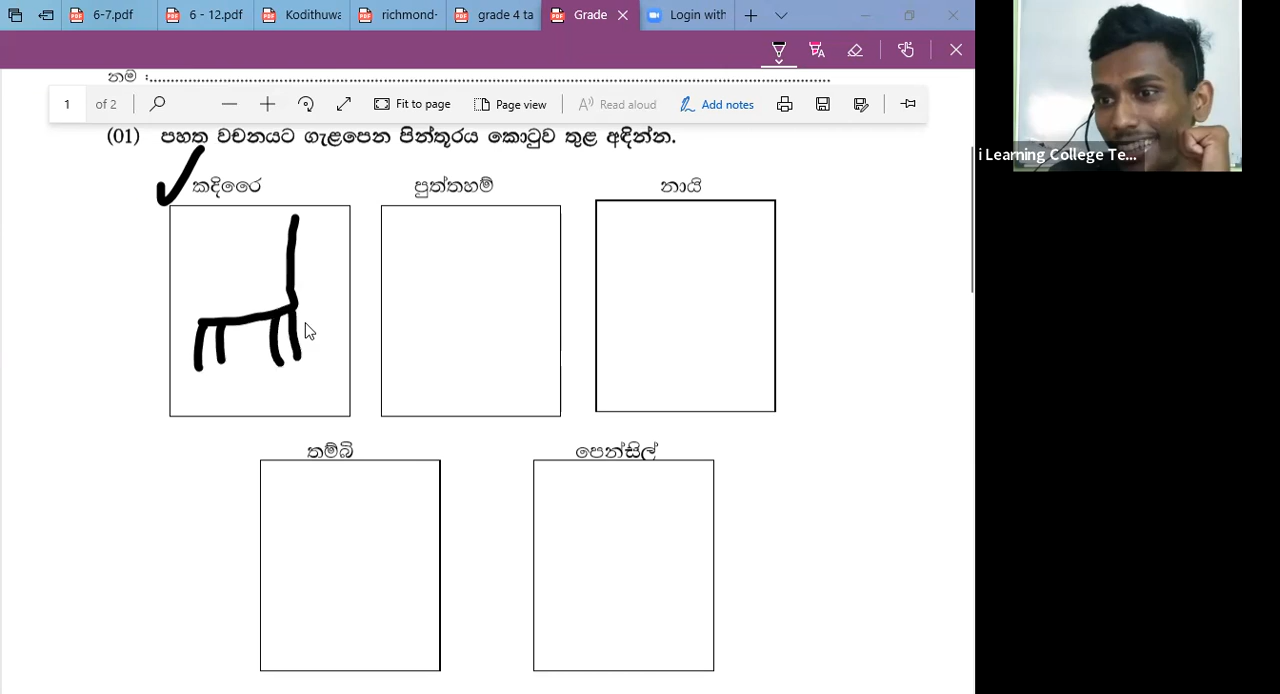 6-7.pdf 6 - 12.pdf Kodithuwa richmond- grade 4 ta Grade Login with
නම :
1 of 2 Fit to page Page view Read aloud Add notes
(01) පහත වචනයට ගැළපෙන පින්තූරය කොටුව තුළ අඳින්න.
කදිරෛ පුත්තහම් නායි
තම්බි පෙන්සිල්
i Learning College Te...